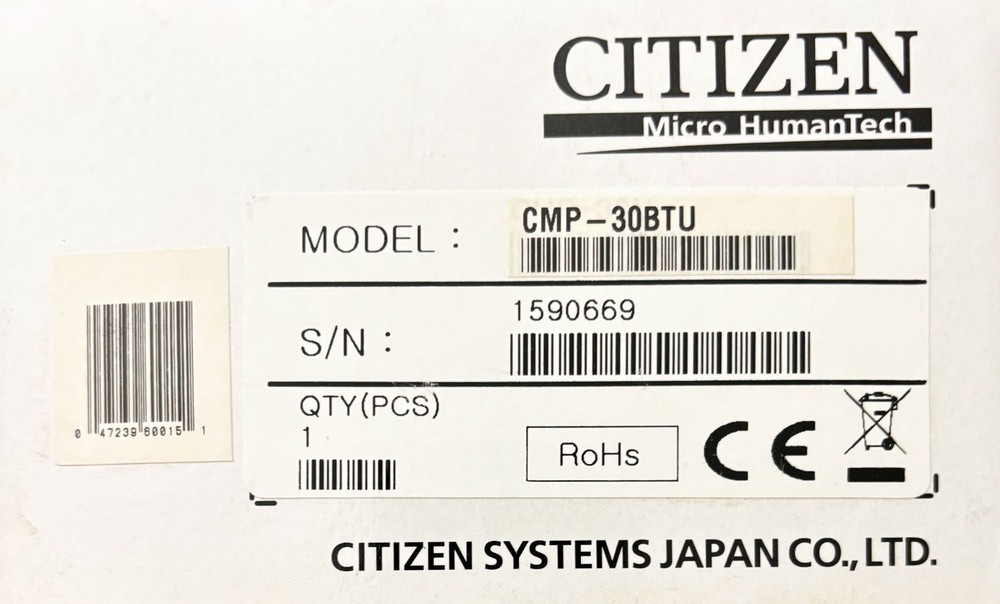 CITIZEN
Micro HumanTech
MODEL : CMP-30BTU
1590669
S/N :
QTY(PCS)
1
RoHs
CE
0 47239 60015 1
CITIZEN SYSTEMS JAPAN CO., LTD.